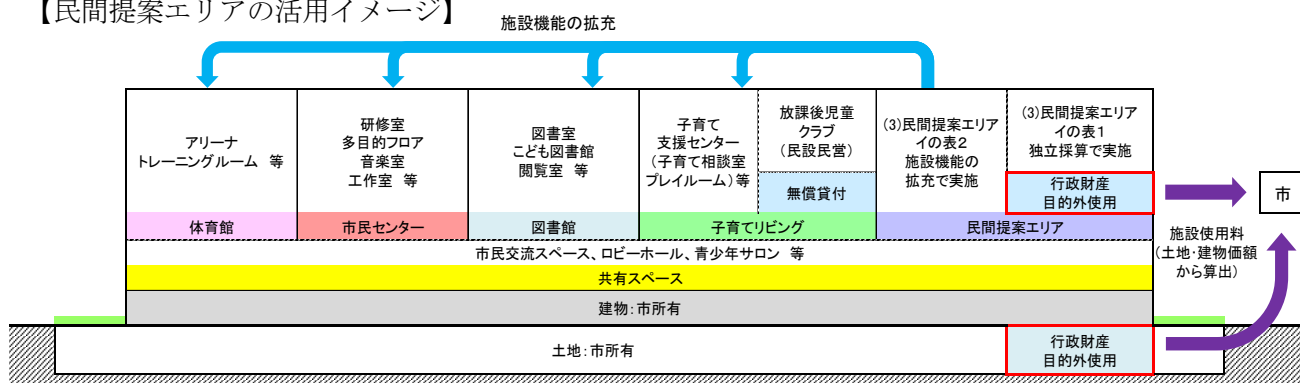 【民間提案エリアの活用イメージ】
施設機能の拡充
アリーナ
トレーニングルーム 等
研修室
多目的フロア
音楽室
工作室 等
図書室
こども図書館
閲覧室 等
子育て
支援センター
(子育て相談室
プレイルーム)等
放課後児童
クラブ
(民設民営)
無償貸付
(3)民間提案エリア
イの表2
施設機能の
拡充で実施
(3)民間提案エリア
イの表1
独立採算で実施
行政財産
目的外使用
市
体育館
市民センター
図書館
子育てリビング
民間提案エリア
施設使用料
(土地・建物価額
から算出)
市民交流スペース、ロビーホール、青少年サロン 等
共有スペース
建物:市所有
土地:市所有
行政財産
目的外使用